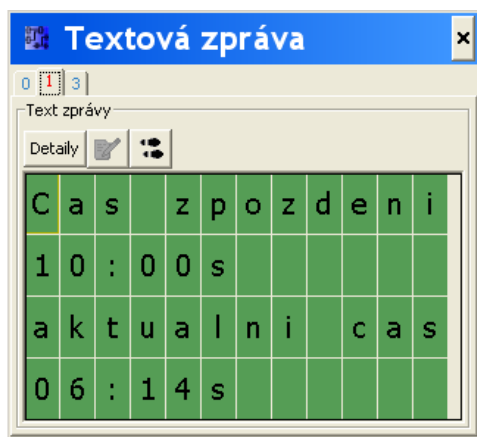 Textová zpráva
0 1 3
Text zprávy
Detaily
Cas zpozdeni
10:00s
aktualni cas
06:14s